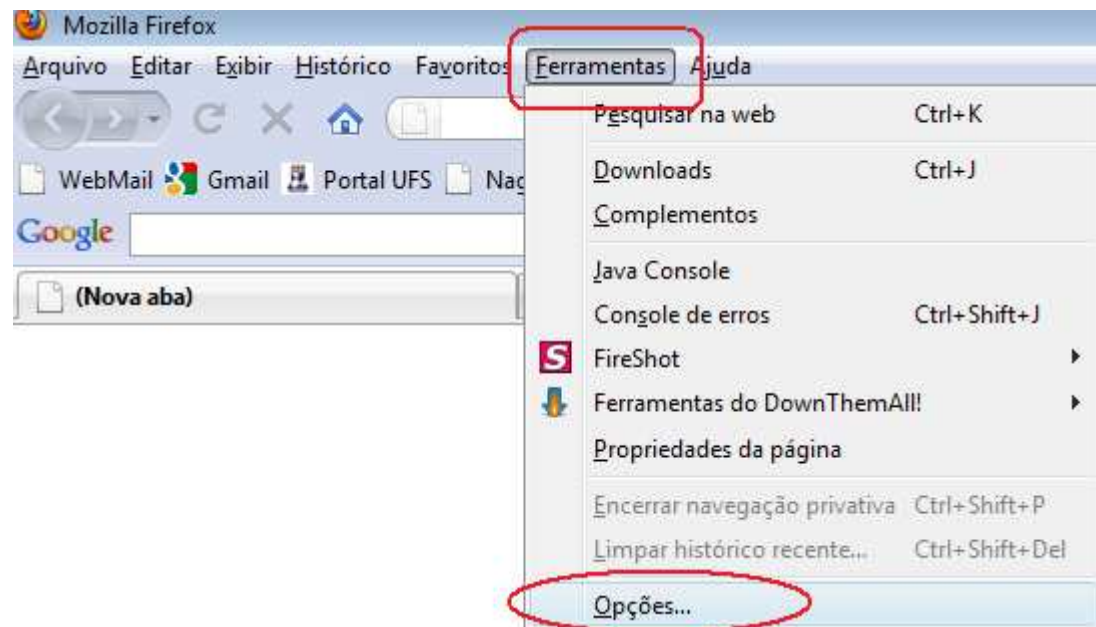 Mozilla Firefox
Arquivo Editar Exibir Histórico Favoritos Ferramentas Ajuda
Pesquisar na web Ctrl+K
WebMail Gmail Portal UFS Nag
Downloads Ctrl+J
Complementos
Google
Java Console
(Nova aba)
Console de erros Ctrl+Shift+J
S FireShot
Ferramentas do DownThemAll!
Propriedades da página
Encerrar navegação privativa Ctrl+Shift+P
Limpar histórico recente... Ctrl+Shift+Del
Opções...